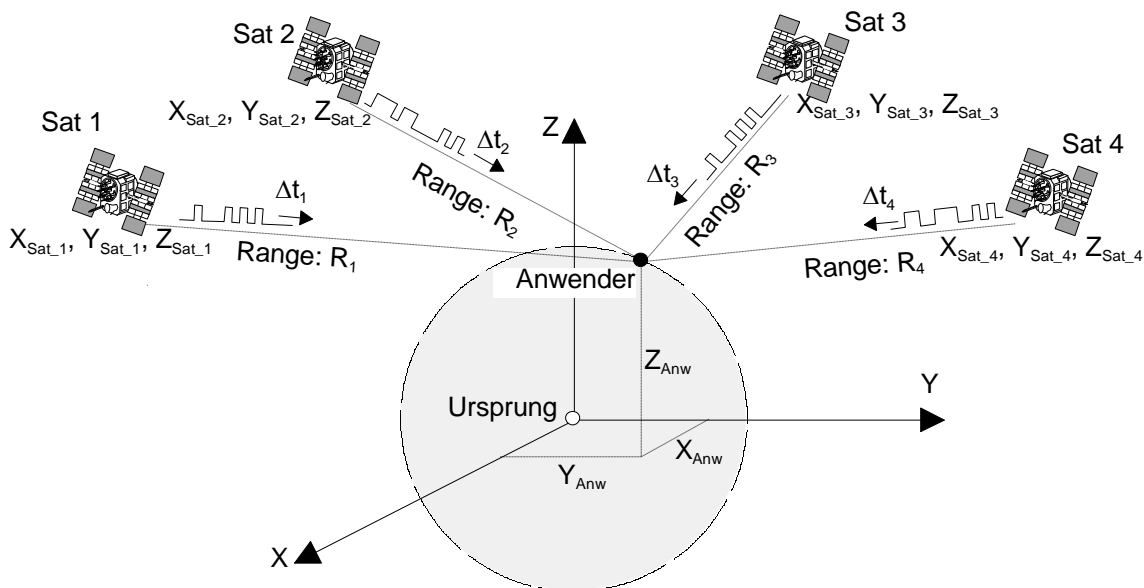 Sat 2
Sat 3
X_Sat_2, Y_Sat_2, Z_Sat_2
X_Sat_3, Y_Sat_3, Z_Sat_3
Sat 1
Z
Sat 4
Δt_2
Δt_3
Δt_1
Δt_4
Range: R_2
Range: R_3
X_Sat_1, Y_Sat_1, Z_Sat_1
X_Sat_4, Y_Sat_4, Z_Sat_4
Range: R_1
Range: R_4
Anwender
Z_Anw
Y
Ursprung
X_Anw
Y_Anw
X